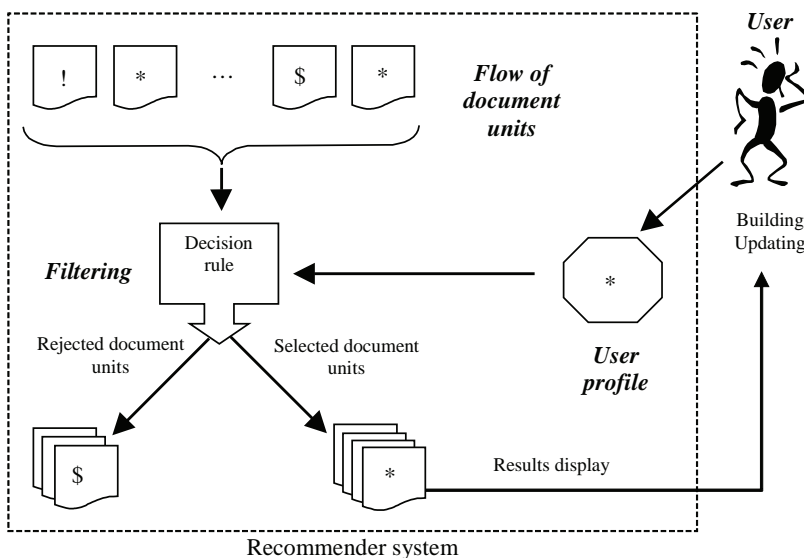 User
! * … $ *
Flow of
document
units
Building
Updating
Decision
rule
Filtering
*
Rejected document
units
Selected document
units
User
profile
$
*
Results display
Recommender system